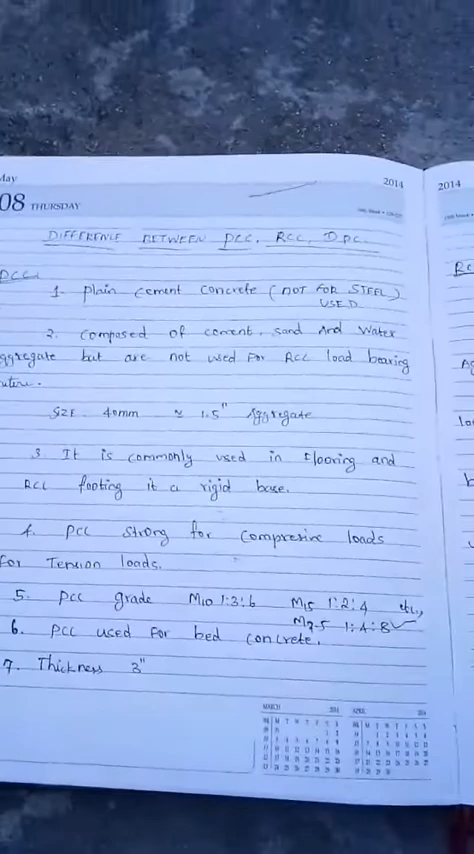 May 2014 2014
08 THURSDAY
DIFFERENCE BETWEEN PCC, RCC, DPC.
PCC
1. Plain cement concrete (NOT FOR STEEL)
USED
2. Composed of cement, sand And Water
Aggregate but are not used For RCC load bearing
SIZE 40mm ≈ 1.5" Aggregate
3. It is commonly used in flooring and
RCC footing it a rigid base.
4. PCC strong for compresive loads
for Tension loads.
5. PCC grade M10 1:3:6 M15 1:2:4 etc.,
M7.5 1:4:8
6. PCC used For bed concrete.
7. Thickness 3"
MARCH 2014 APRIL 2014